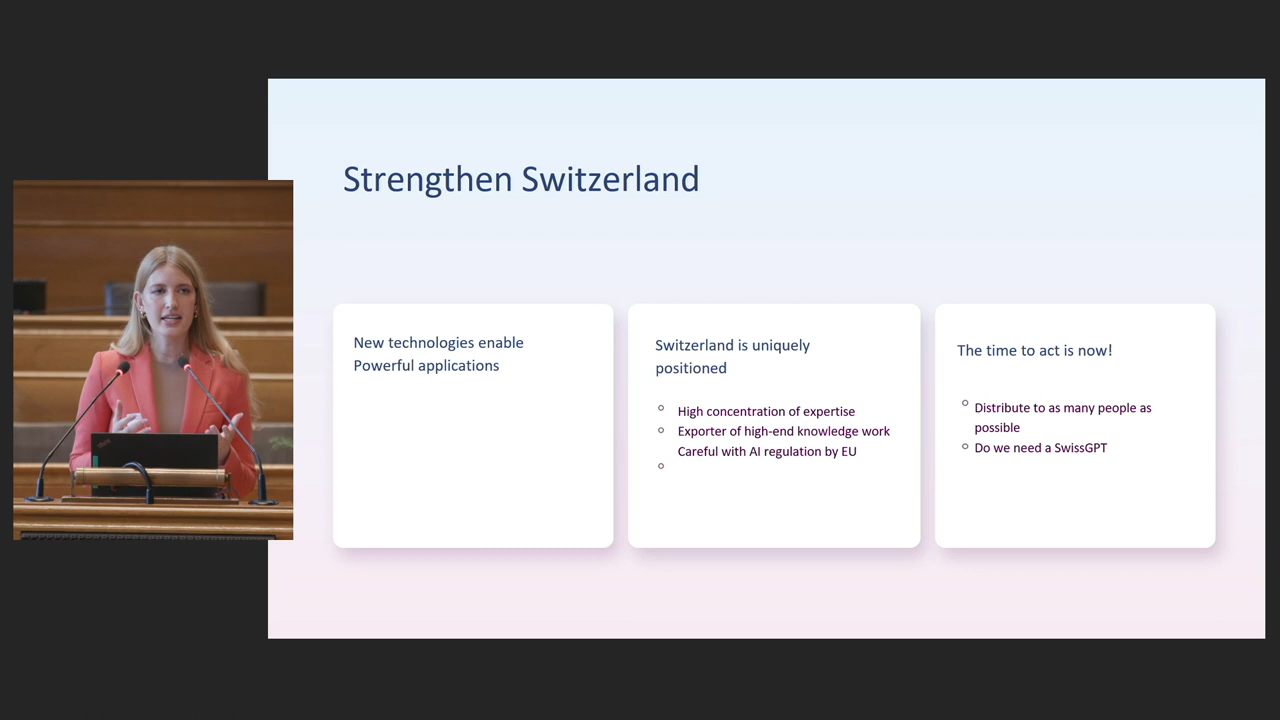 Strengthen Switzerland
New technologies enable
Powerful applications
Switzerland is uniquely
positioned
High concentration of expertise
Exporter of high-end knowledge work
Careful with AI regulation by EU
The time to act is now!
Distribute to as many people as
possible
Do we need a SwissGPT